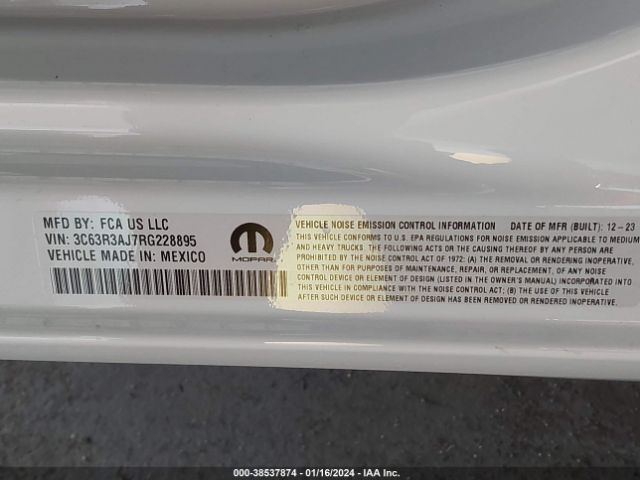 MFD BY: FCA US LLC
VIN: 3C63R3AJ7RG228895
VEHICLE MADE IN: MEXICO
MOPAR
VEHICLE NOISE EMISSION CONTROL INFORMATION DATE OF MFR (BUILT): 12-23
THIS VEHICLE CONFORMS TO U.S. EPA REGULATIONS FOR NOISE EMISSION APPLICABLE TO MEDIUM
AND HEAVY TRUCKS. THE FOLLOWING ACTS OR THE CAUSING THEREOF BY ANY PERSON ARE
PROHIBITED BY THE NOISE CONTROL ACT OF 1972: (A) THE REMOVAL OR RENDERING INOPERATIVE,
OTHER THAN FOR PURPOSES OF MAINTENANCE, REPAIR, OR REPLACEMENT, OF ANY NOISE
CONTROL DEVICE OR ELEMENT OF DESIGN (LISTED IN THE OWNER'S MANUAL) INCORPORATED INTO
THIS VEHICLE IN COMPLIANCE WITH THE NOISE CONTROL ACT; (B) THE USE OF THIS VEHICLE
AFTER SUCH DEVICE OR ELEMENT OF DESIGN HAS BEEN REMOVED OR RENDERED INOPERATIVE.
000-38537874 - 01/16/2024 - IAA Inc.